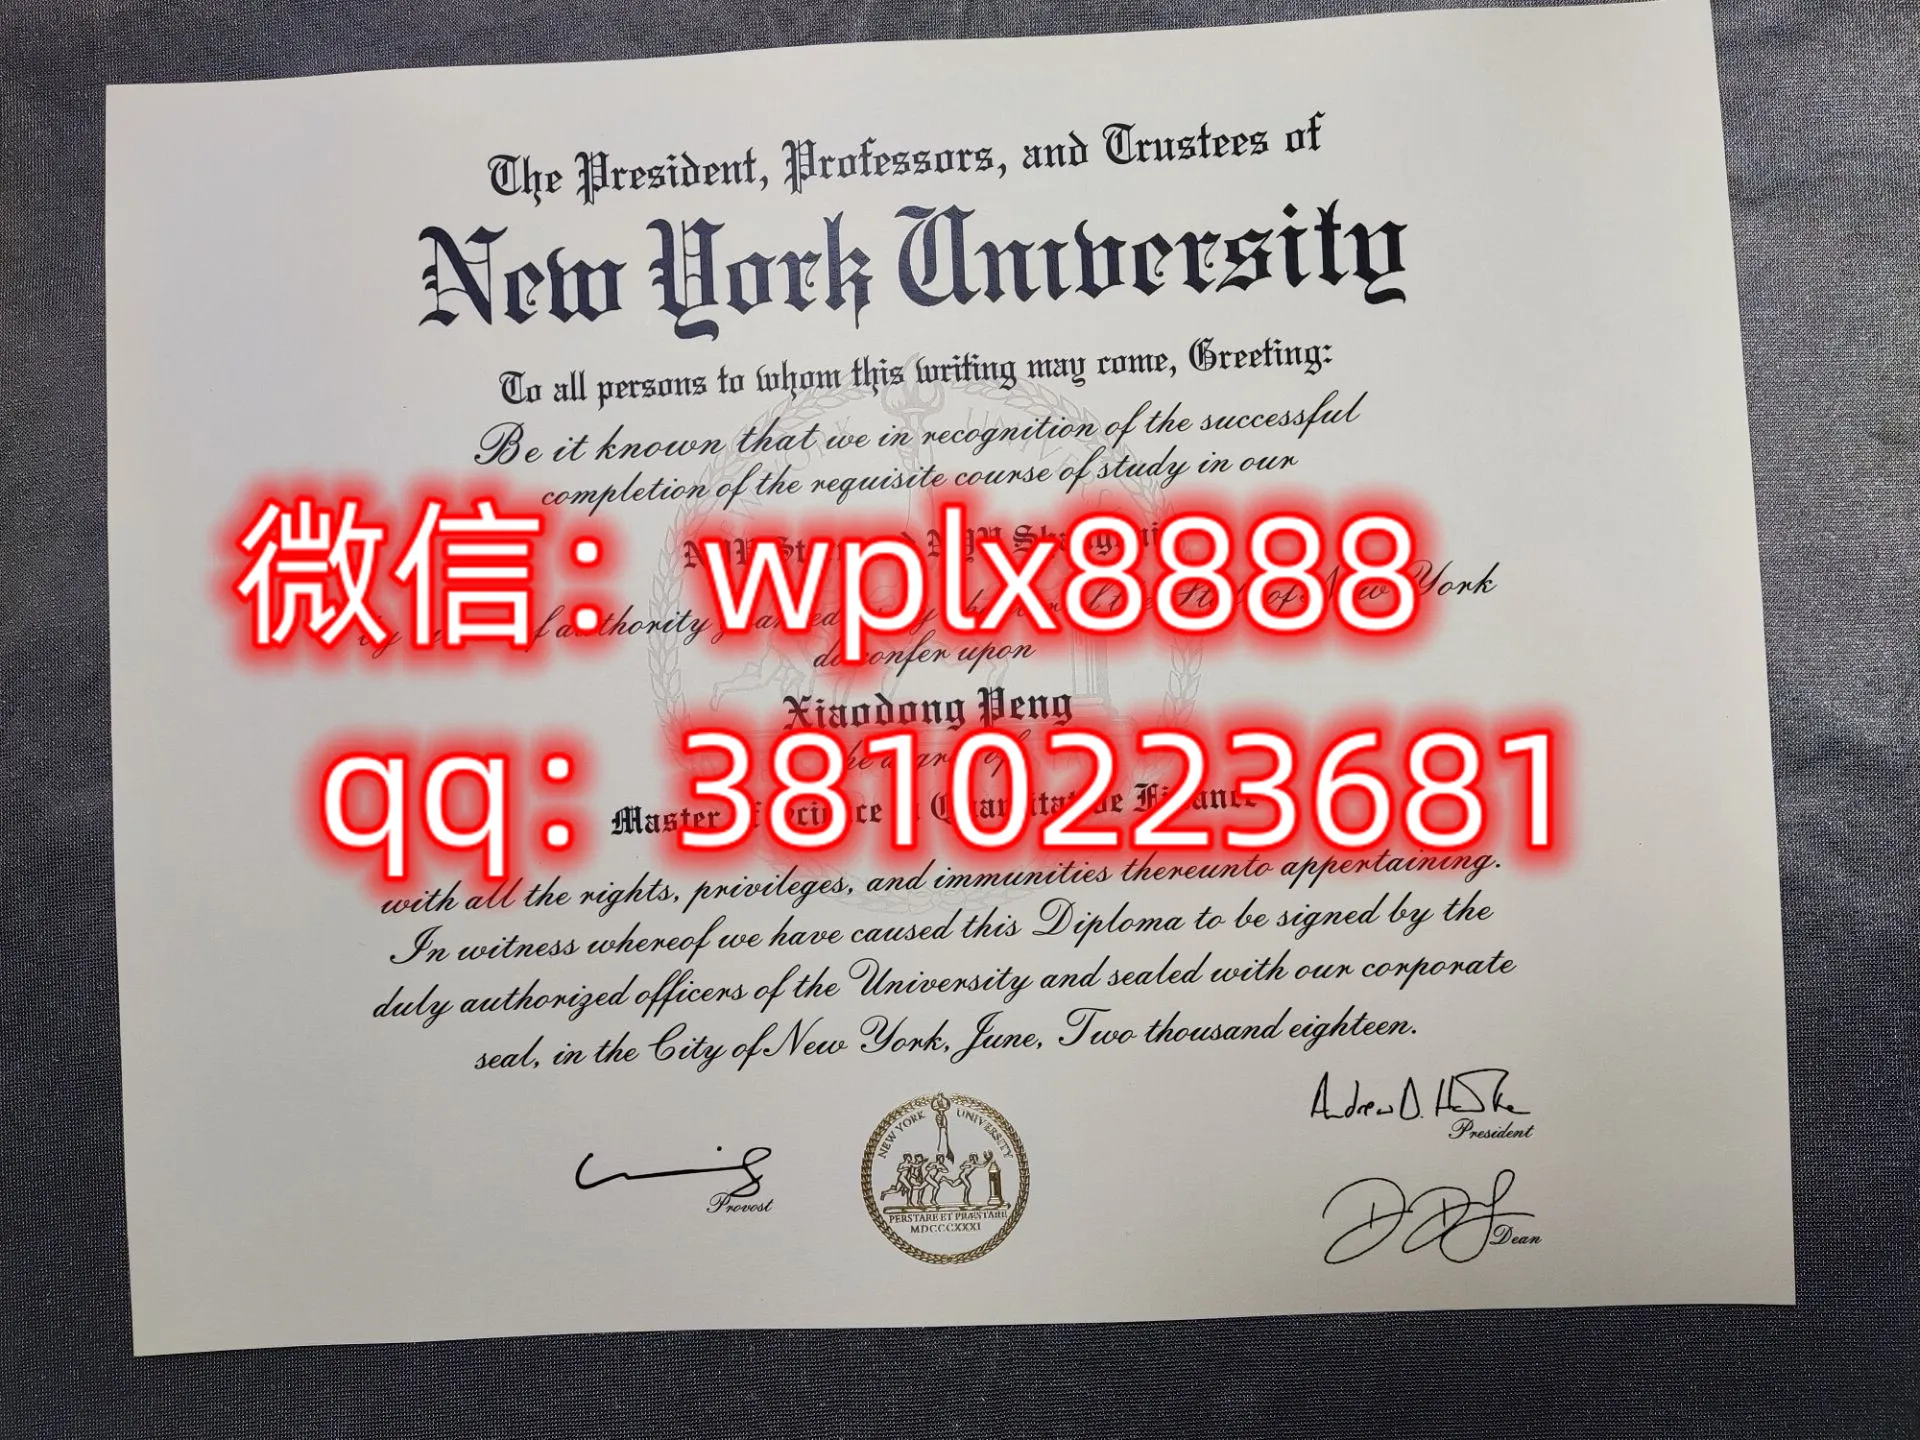 The President, Professors, and Trustees of
New York University
To all persons to whom this writing may come, Greeting:
Be it known that we in recognition of the successful
completion of the requisite course of study in our
微信：wplx8888
of New York
do confer upon
Xiaodong Peng
qq：3810223681
Master
with all the rights, privileges, and immunities thereunto appertaining.
In witness whereof we have caused this Diploma to be signed by the
duly authorized officers of the University and sealed with our corporate
seal, in the City of New York, June, Two thousand eighteen.
Andrew D. H
President
Provost
NEW YORK UNIVERSITY
PERSTARE ET PRÆSTARE
MDCCCXXXI
Dean